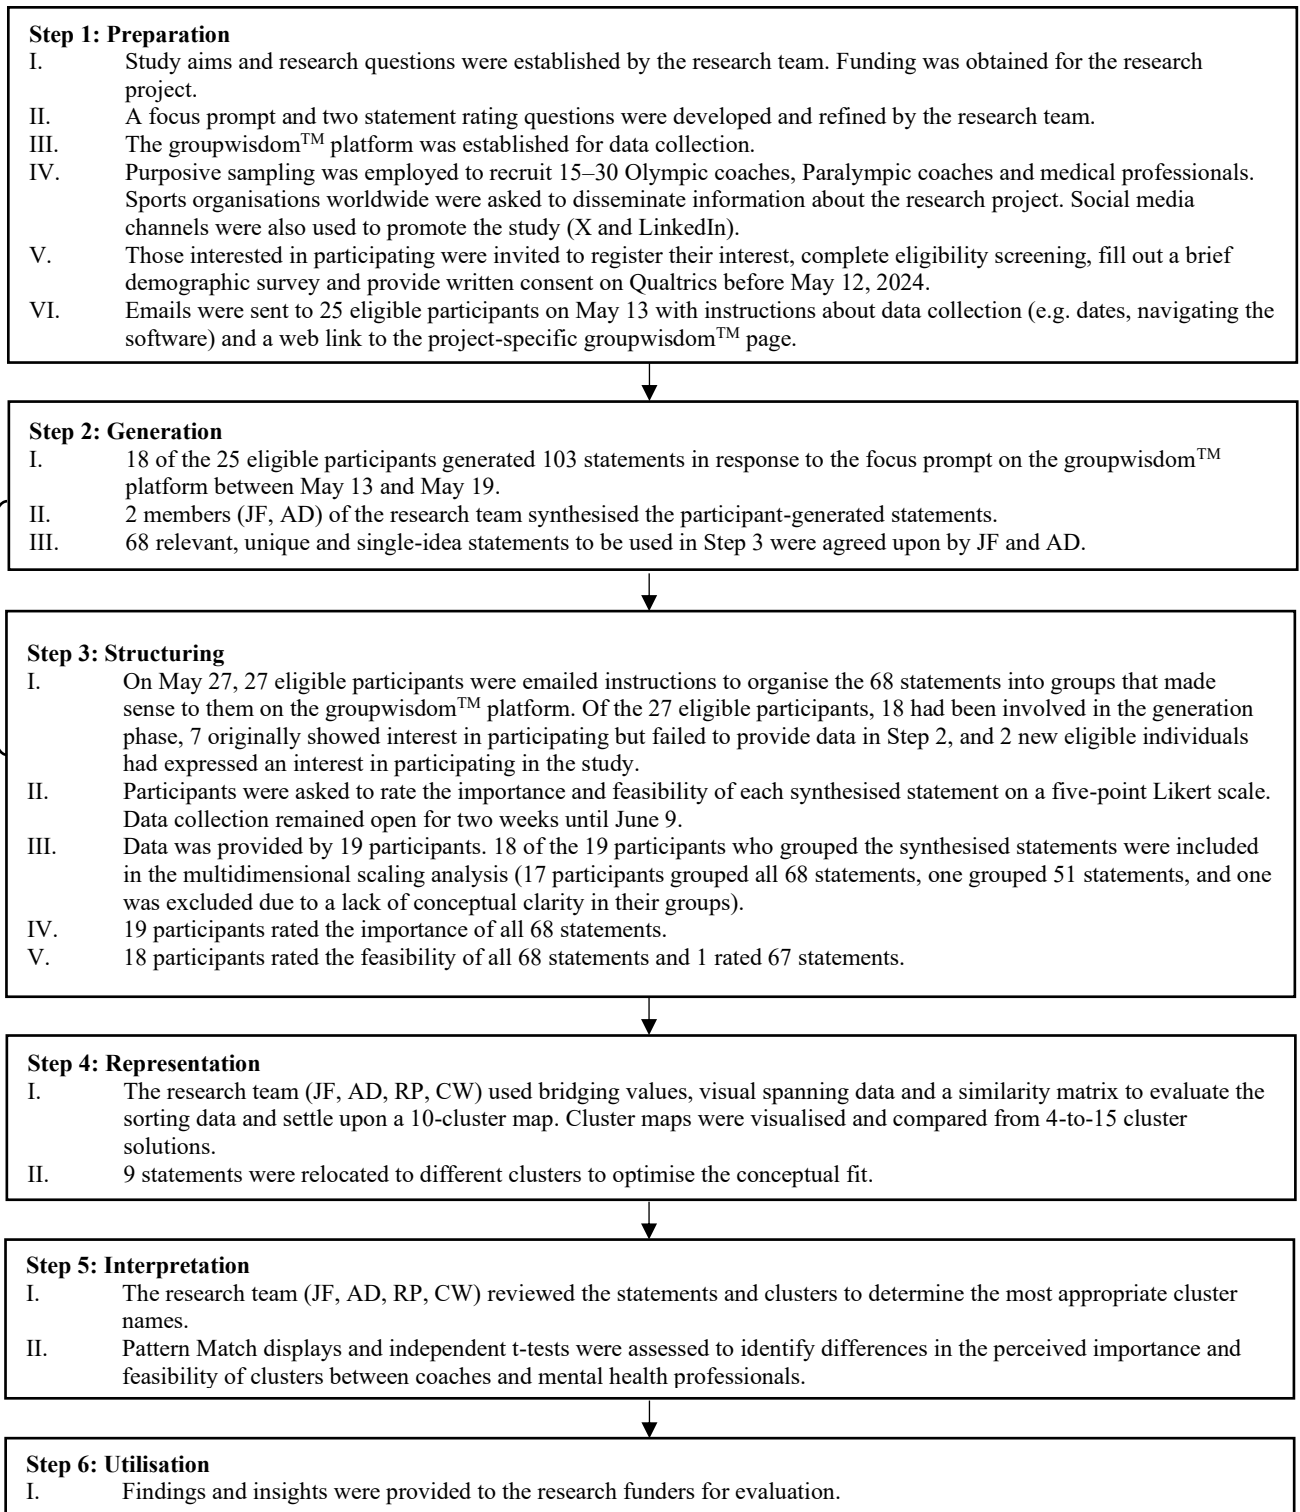 Step 1: Preparation
I. Study aims and research questions were established by the research team. Funding was obtained for the research
project.
II. A focus prompt and two statement rating questions were developed and refined by the research team.
III. The groupwisdom™ platform was established for data collection.
IV. Purposive sampling was employed to recruit 15–30 Olympic coaches, Paralympic coaches and medical professionals.
Sports organisations worldwide were asked to disseminate information about the research project. Social media
channels were also used to promote the study (X and LinkedIn).
V. Those interested in participating were invited to register their interest, complete eligibility screening, fill out a brief
demographic survey and provide written consent on Qualtrics before May 12, 2024.
VI. Emails were sent to 25 eligible participants on May 13 with instructions about data collection (e.g. dates, navigating the
software) and a web link to the project-specific groupwisdom™ page.
Step 2: Generation
I. 18 of the 25 eligible participants generated 103 statements in response to the focus prompt on the groupwisdom™
platform between May 13 and May 19.
II. 2 members (JF, AD) of the research team synthesised the participant-generated statements.
III. 68 relevant, unique and single-idea statements to be used in Step 3 were agreed upon by JF and AD.
Step 3: Structuring
I. On May 27, 27 eligible participants were emailed instructions to organise the 68 statements into groups that made
sense to them on the groupwisdom™ platform. Of the 27 eligible participants, 18 had been involved in the generation
phase, 7 originally showed interest in participating but failed to provide data in Step 2, and 2 new eligible individuals
had expressed an interest in participating in the study.
II. Participants were asked to rate the importance and feasibility of each synthesised statement on a five-point Likert scale.
Data collection remained open for two weeks until June 9.
III. Data was provided by 19 participants. 18 of the 19 participants who grouped the synthesised statements were included
in the multidimensional scaling analysis (17 participants grouped all 68 statements, one grouped 51 statements, and one
was excluded due to a lack of conceptual clarity in their groups).
IV. 19 participants rated the importance of all 68 statements.
V. 18 participants rated the feasibility of all 68 statements and 1 rated 67 statements.
Step 4: Representation
I. The research team (JF, AD, RP, CW) used bridging values, visual spanning data and a similarity matrix to evaluate the
sorting data and settle upon a 10-cluster map. Cluster maps were visualised and compared from 4-to-15 cluster
solutions.
II. 9 statements were relocated to different clusters to optimise the conceptual fit.
Step 5: Interpretation
I. The research team (JF, AD, RP, CW) reviewed the statements and clusters to determine the most appropriate cluster
names.
II. Pattern Match displays and independent t-tests were assessed to identify differences in the perceived importance and
feasibility of clusters between coaches and mental health professionals.
Step 6: Utilisation
I. Findings and insights were provided to the research funders for evaluation.